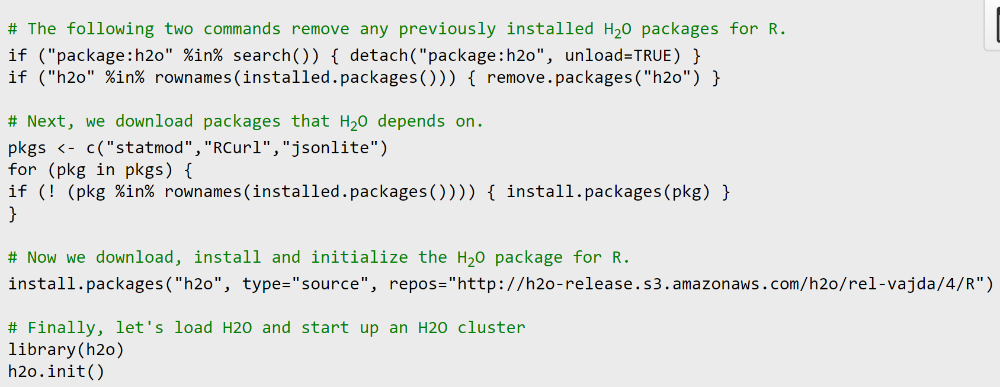 # The following two commands remove any previously installed H₂O packages for R.
if ("package:h2o" %in% search()) { detach("package:h2o", unload=TRUE) }
if ("h2o" %in% rownames(installed.packages())) { remove.packages("h2o") }
# Next, we download packages that H₂O depends on.
pkgs <- c("statmod","RCurl","jsonlite")
for (pkg in pkgs) {
if (! (pkg %in% rownames(installed.packages()))) { install.packages(pkg) }
}
# Now we download, install and initialize the H₂O package for R.
install.packages("h2o", type="source", repos="http://h2o-release.s3.amazonaws.com/h2o/rel-vajda/4/R")
# Finally, let's load H2O and start up an H2O cluster
library(h2o)
h2o.init()